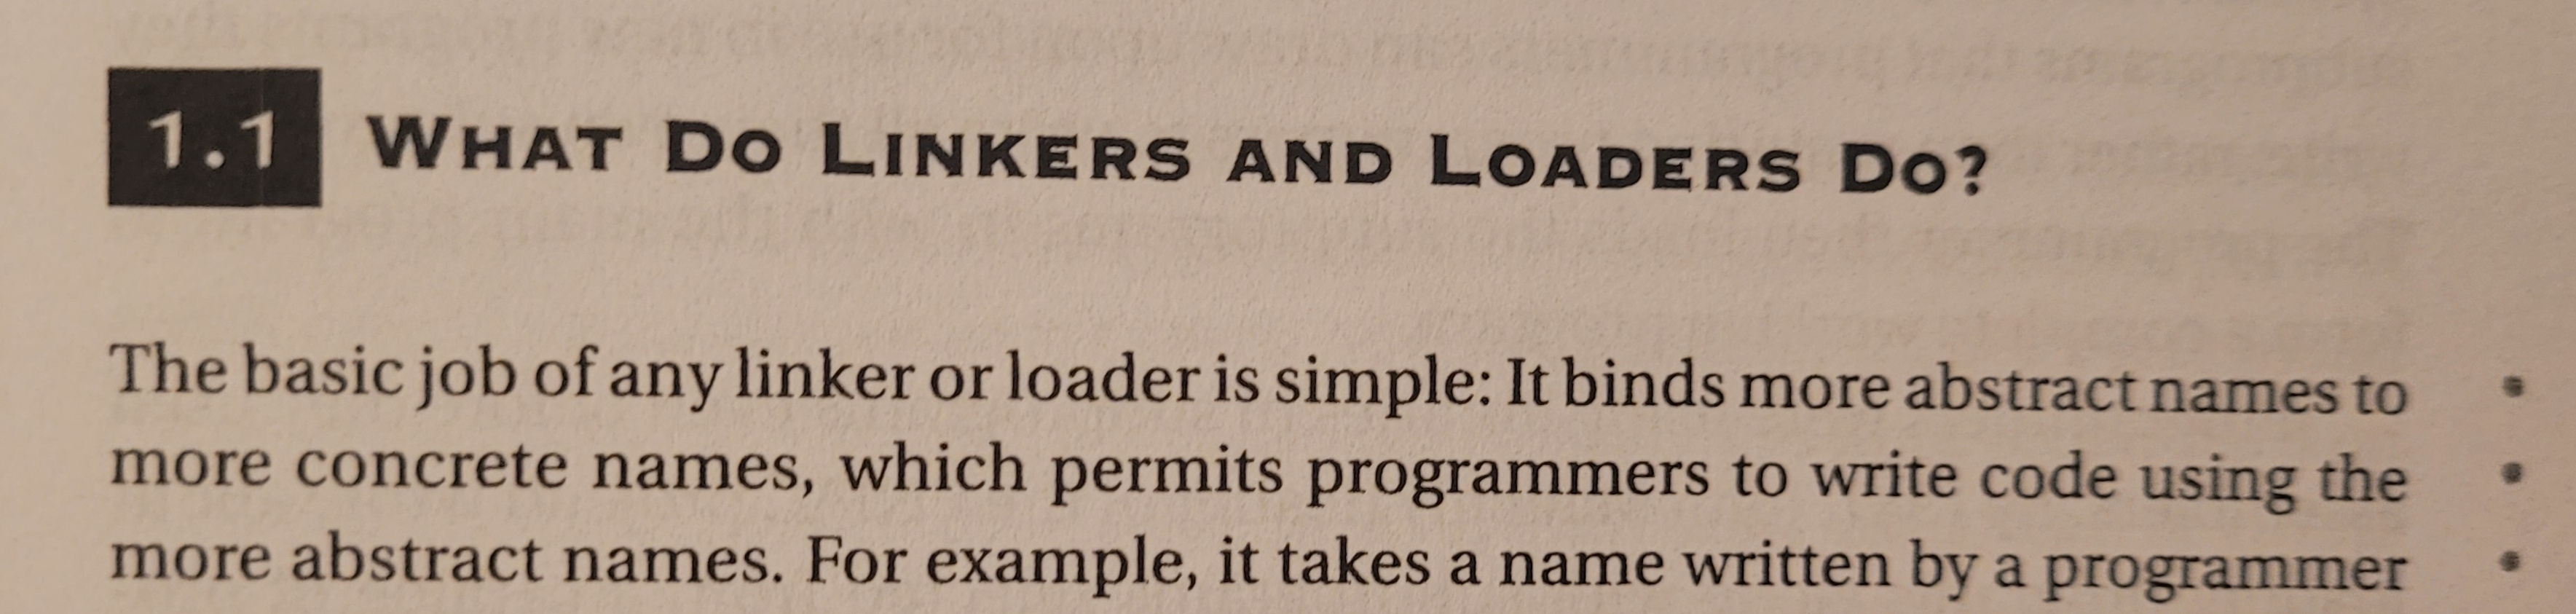 1.1 WHAT DO LINKERS AND LOADERS DO?
The basic job of any linker or loader is simple: It binds more abstract names to
more concrete names, which permits programmers to write code using the
more abstract names. For example, it takes a name written by a programmer